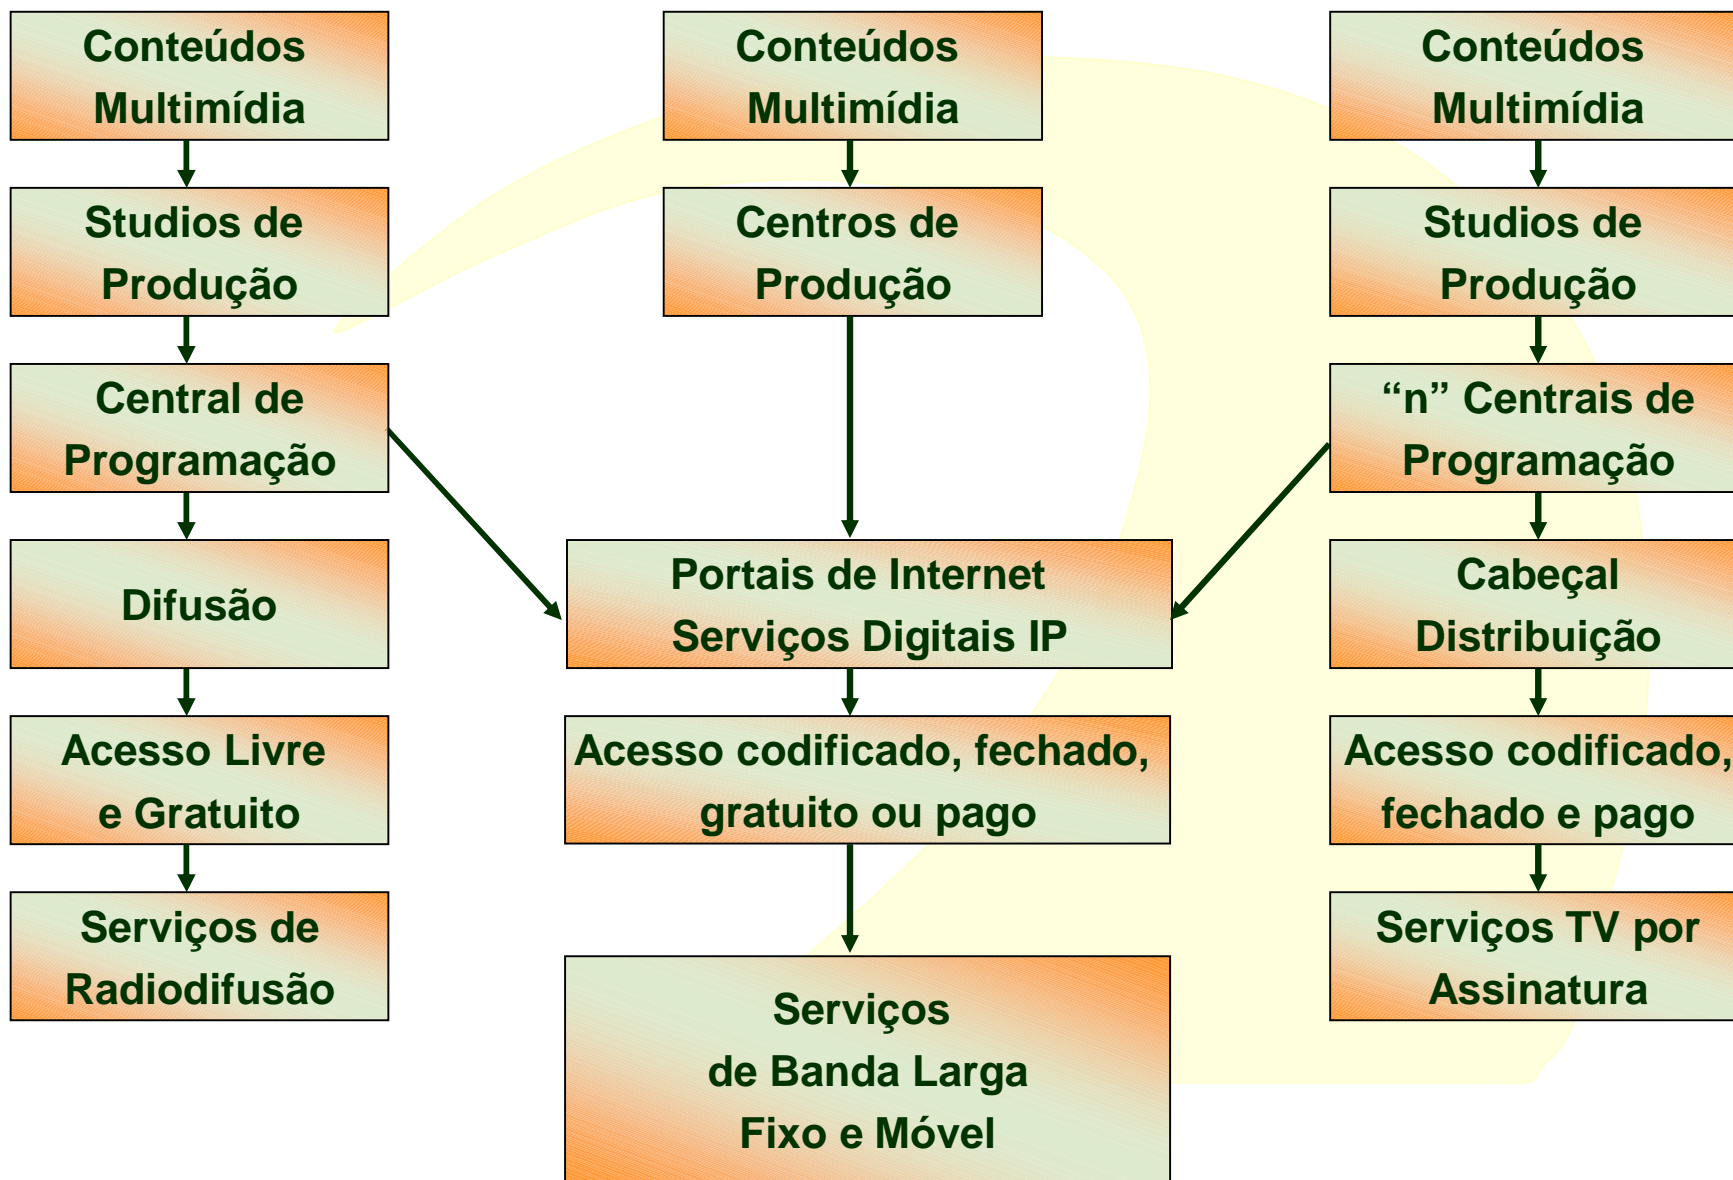 Conteúdos
Multimídia
Studios de
Produção
Central de
Programação
Difusão
Acesso Livre
e Gratuito
Serviços de
Radiodifusão
Conteúdos
Multimídia
Centros de
Produção
Portais de Internet
Serviços Digitais IP
Acesso codificado, fechado,
gratuito ou pago
Serviços
de Banda Larga
Fixo e Móvel
Conteúdos
Multimídia
Studios de
Produção
“n” Centrais de
Programação
Cabeçal
Distribuição
Acesso codificado,
fechado e pago
Serviços TV por
Assinatura